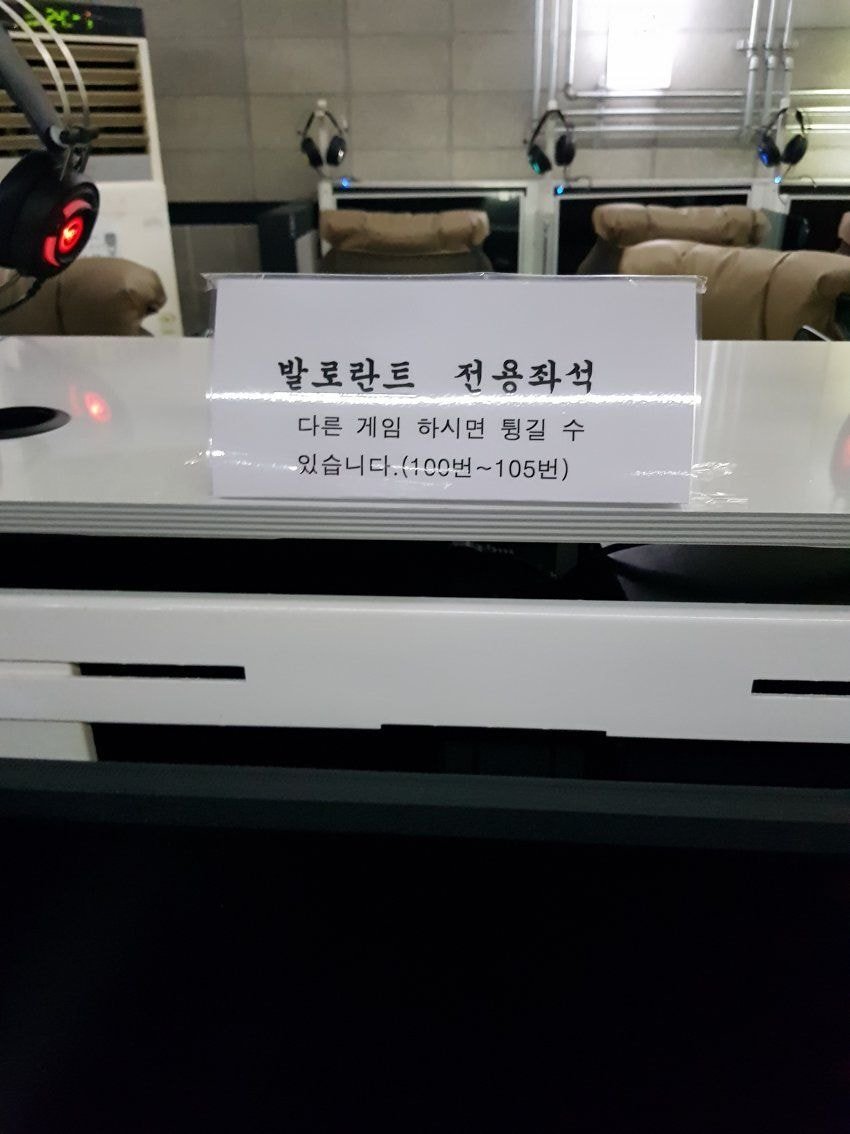 발로란트 전용좌석
다른 게임 하시면 튕길 수
있습니다.(100번~105번)